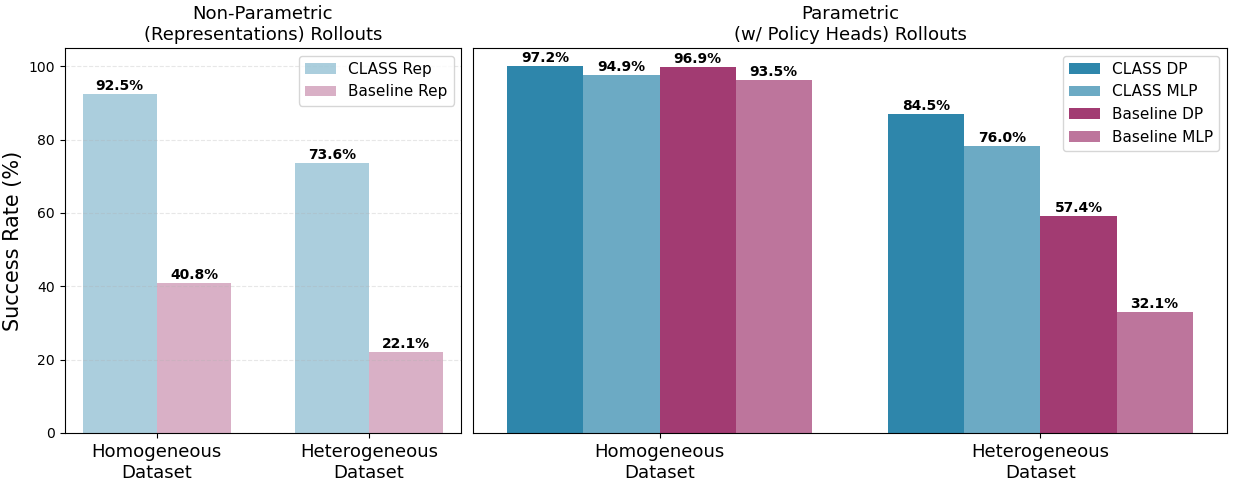 Non-Parametric
(Representations) Rollouts
Parametric
(w/ Policy Heads) Rollouts
Success Rate (%)
100
80
60
40
20
0
92.5%
40.8%
73.6%
22.1%
CLASS Rep
Baseline Rep
97.2%
94.9%
96.9%
93.5%
84.5%
76.0%
57.4%
32.1%
CLASS DP
CLASS MLP
Baseline DP
Baseline MLP
Homogeneous
Dataset
Heterogeneous
Dataset
Homogeneous
Dataset
Heterogeneous
Dataset